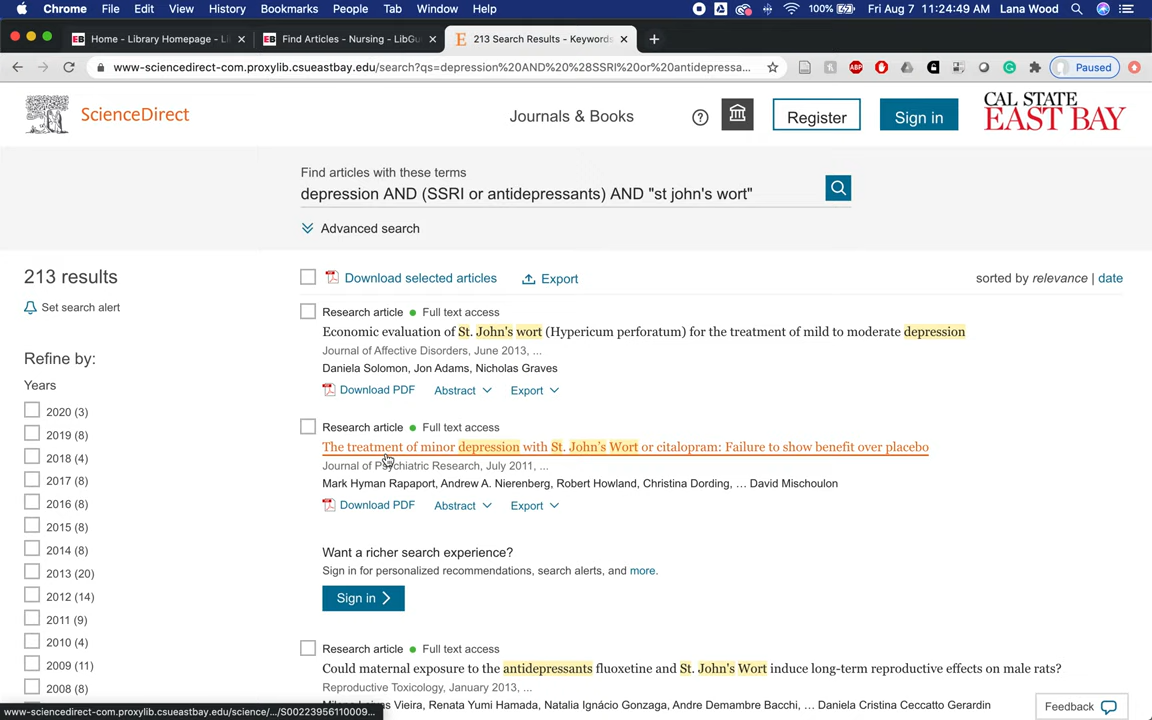 Chrome File Edit View History Bookmarks People Tab Window Help 100% Fri Aug 7 11:24:49 AM Lana Wood
EB Home - Library Homepage - Li
EB Find Articles - Nursing - LibGu
E 213 Search Results - Keywords
www-sciencedirect-com.proxylib.csueastbay.edu/search?qs=depression%20AND%20%28SSRI%20or%20antidepressa...
ABP
Paused
ScienceDirect
Journals & Books
?
Register
Sign in
CAL STATE
EAST BAY
Find articles with these terms
depression AND (SSRI or antidepressants) AND "st john's wort"
Advanced search
213 results
Set search alert
Refine by:
Years
2020 (3)
2019 (8)
2018 (4)
2017 (8)
2016 (8)
2015 (8)
2014 (8)
2013 (20)
2012 (14)
2011 (9)
2010 (4)
2009 (11)
2008 (8)
Download selected articles
Export
sorted by relevance | date
Research article Full text access
Economic evaluation of St. John's wort (Hypericum perforatum) for the treatment of mild to moderate depression
Journal of Affective Disorders, June 2013, ...
Daniela Solomon, Jon Adams, Nicholas Graves
Download PDF Abstract Export
Research article Full text access
The treatment of minor depression with St. John's Wort or citalopram: Failure to show benefit over placebo
Journal of Psychiatric Research, July 2011, ...
Mark Hyman Rapaport, Andrew A. Nierenberg, Robert Howland, Christina Dording, ... David Mischoulon
Download PDF Abstract Export
Want a richer search experience?
Sign in for personalized recommendations, search alerts, and more.
Sign in
Research article Full text access
Could maternal exposure to the antidepressants fluoxetine and St. John's Wort induce long-term reproductive effects on male rats?
Reproductive Toxicology, January 2013, ...
Vieira, Renata Yumi Hamada, Natalia Ignácio Gonzaga, Andre Demambre Bacchi, ... Daniela Cristina Ceccatto Gerardin
www-sciencedirect-com.proxylib.csueastbay.edu/science/.../S00223956110009...
Feedback